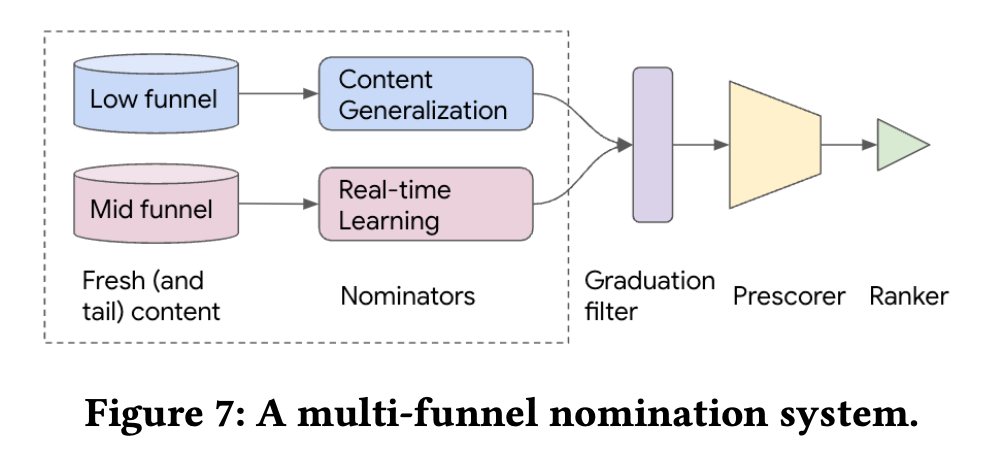 Low funnel
Content
Generalization
Mid funnel
Real-time
Learning
Fresh (and
tail) content
Nominators
Graduation
filter
Prescorer
Ranker
Figure 7: A multi-funnel nomination system.